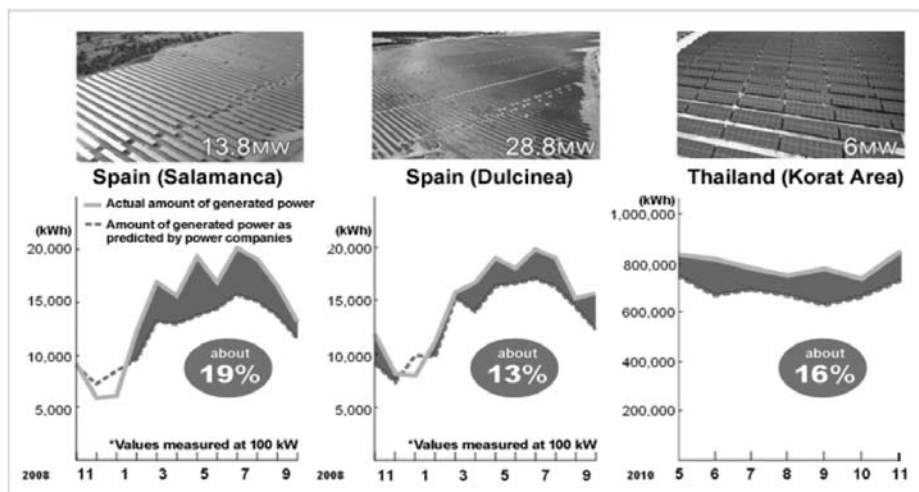 13.8MW
28.8MW
6MW
Spain (Salamanca)
Spain (Dulcinea)
Thailand (Korat Area)
Actual amount of generated power
Amount of generated power as
predicted by power companies
(kWh)
20,000
15,000
10,000
5,000
about
19%
*Values measured at 100 kW
2008
11 1 3 5 7 9
(kWh)
20,000
15,000
10,000
5,000
about
13%
*Values measured at 100 kW
2008
11 1 3 5 7 9
(kWh)
1,000,000
800,000
600,000
400,000
200,000
about
16%
2010
5 6 7 8 9 10 11